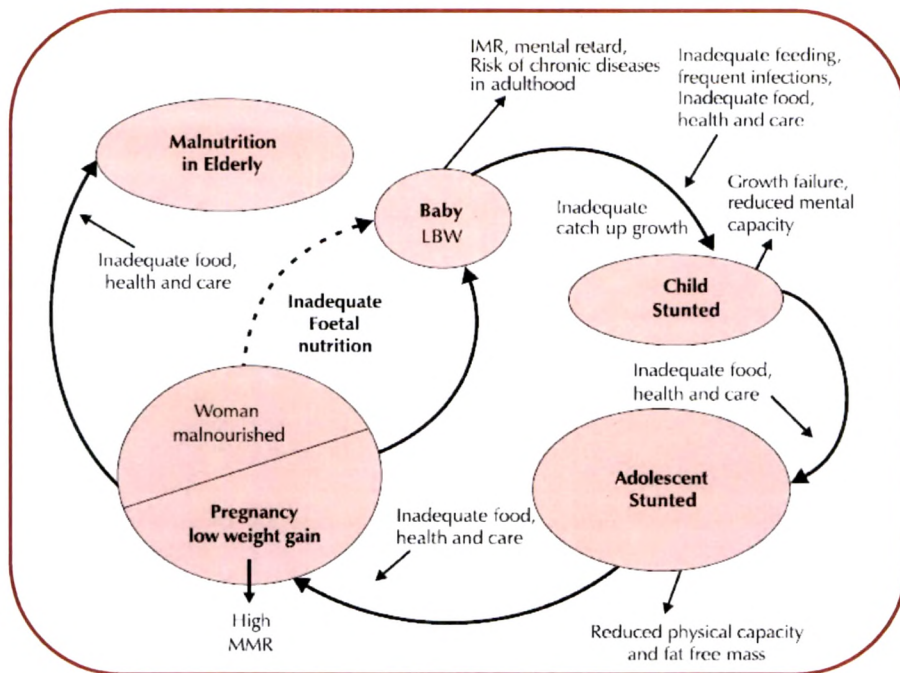 IMR, mental retard,
Risk of chronic diseases
in adulthood
Inadequate feeding,
frequent infections,
Inadequate food,
health and care
Malnutrition
in Elderly
Baby
LBW
Growth failure,
reduced mental
capacity
Inadequate
catch up growth
Inadequate food,
health and care
Child
Stunted
Inadequate
Foetal
nutrition
Inadequate food,
health and care
Woman
malnourished
Adolescent
Stunted
Pregnancy
low weight gain
Inadequate food,
health and care
High
MMR
Reduced physical capacity
and fat free mass